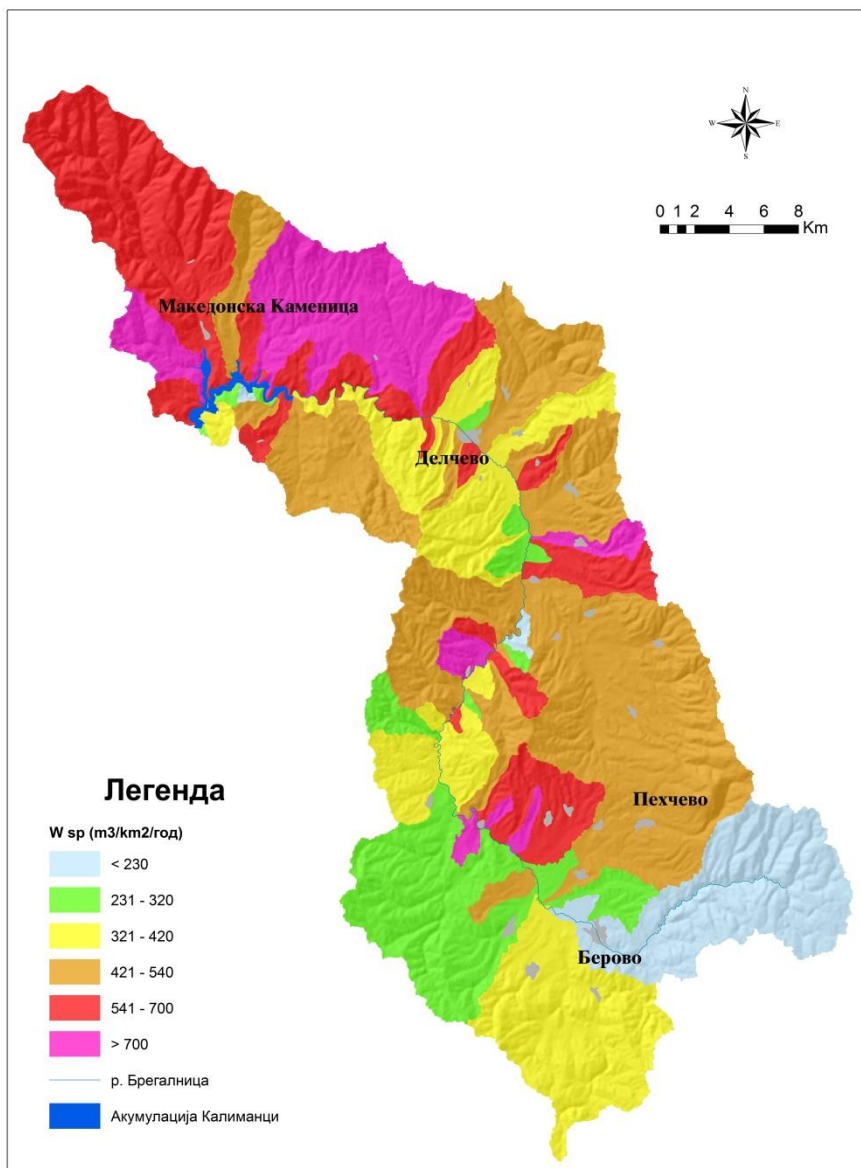 N
W E
S
0 1 2 4 6 8
Km
Македонска Каменица
Делчево
Пехчево
Берово
Легенда
W sp (m3/km2/год)
< 230
231 - 320
321 - 420
421 - 540
541 - 700
> 700
р. Брегалница
Акумулација Калиманци